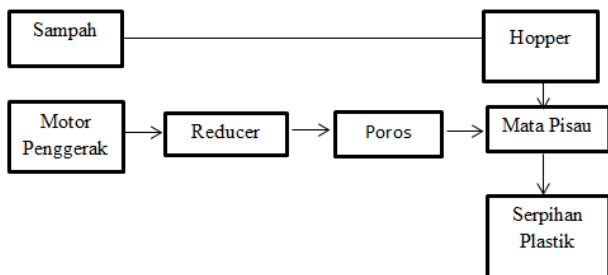 Sampah
Hopper
Motor
Penggerak
Reducer
Poros
Mata Pisau
Serpihan
Plastik